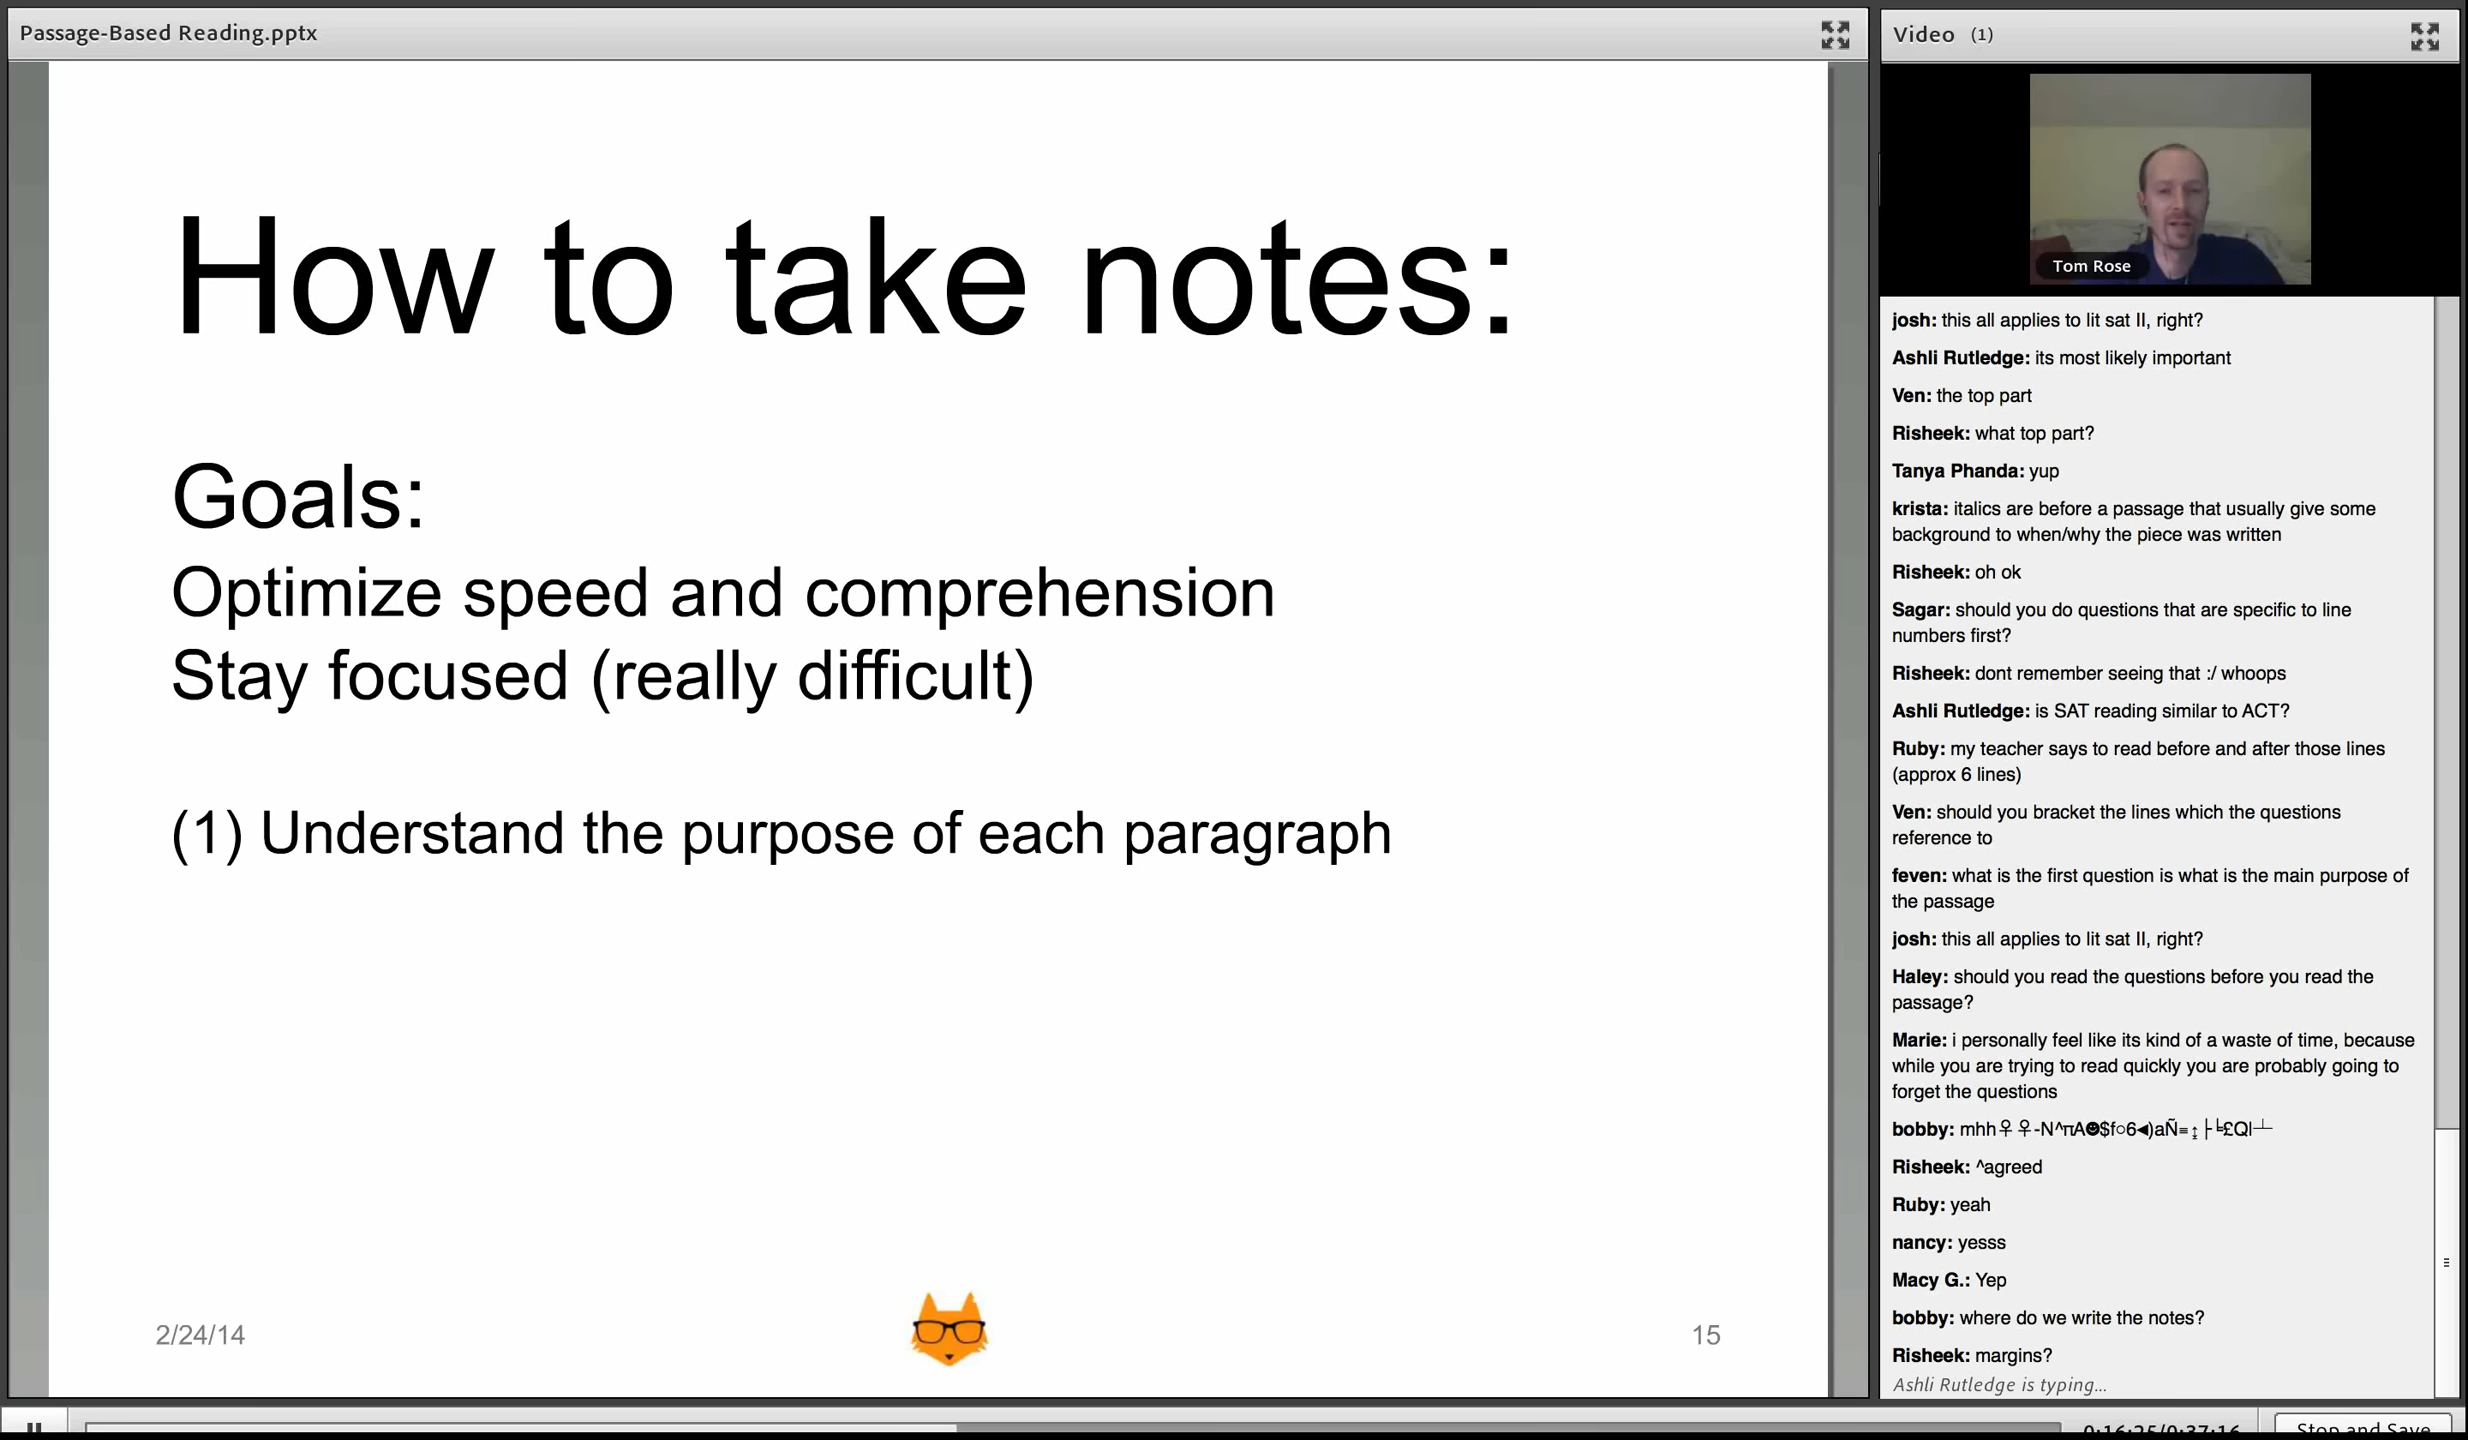 Passage-Based Reading.pptx
How to take notes:
Goals:
Optimize speed and comprehension
Stay focused (really difficult)
(1) Understand the purpose of each paragraph
2/24/14
15
Video (1)
Tom Rose
josh: this all applies to lit sat II, right?
Ashli Rutledge: its most likely important
Ven: the top part
Risheek: what top part?
Tanya Phanda: yup
krista: italics are before a passage that usually give some
background to when/why the piece was written
Risheek: oh ok
Sagar: should you do questions that are specific to line
numbers first?
Risheek: dont remember seeing that :/ whoops
Ashli Rutledge: is SAT reading similar to ACT?
Ruby: my teacher says to read before and after those lines
(approx 6 lines)
Ven: should you bracket the lines which the questions
reference to
feven: what is the first question is what is the main purpose of
the passage
josh: this all applies to lit sat II, right?
Haley: should you read the questions before you read the
passage?
Marie: i personally feel like its kind of a waste of time, because
while you are trying to read quickly you are probably going to
forget the questions
bobby:
Risheek: ^agreed
Ruby: yeah
nancy: yesss
Macy G.: Yep
bobby: where do we write the notes?
Risheek: margins?
Ashli Rutledge is typing...
0:16:25/0:37:16
Stop and Save